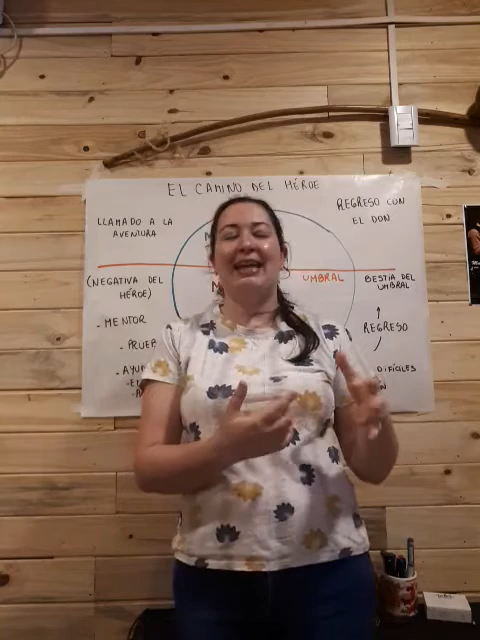 EL CAMINO DEL HÉROE
LLAMADO A LA
AVENTURA
REGRESO CON
EL DON
(NEGATIVA DEL
HÉROE)
UMBRAL
BESTIA DEL
UMBRAL
- MENTOR
REGRESO
DIFÍCILES